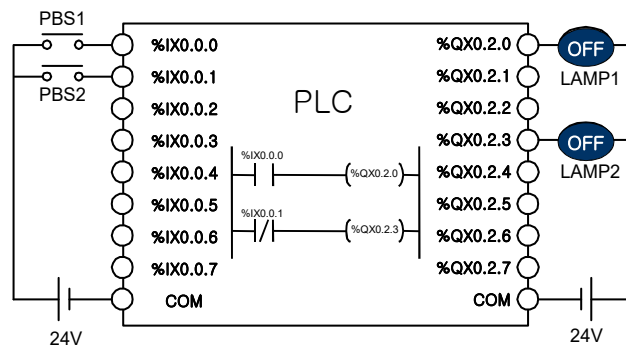 PBS1
PBS2
24V
%IX0.0.0
%IX0.0.1
%IX0.0.2
%IX0.0.3
%IX0.0.4
%IX0.0.5
%IX0.0.6
%IX0.0.7
COM
PLC
%IX0.0.0
%QX0.2.0
%IX0.0.1
%QX0.2.3
%QX0.2.0
%QX0.2.1
%QX0.2.2
%QX0.2.3
%QX0.2.4
%QX0.2.5
%QX0.2.6
%QX0.2.7
COM
OFF
LAMP1
OFF
LAMP2
24V